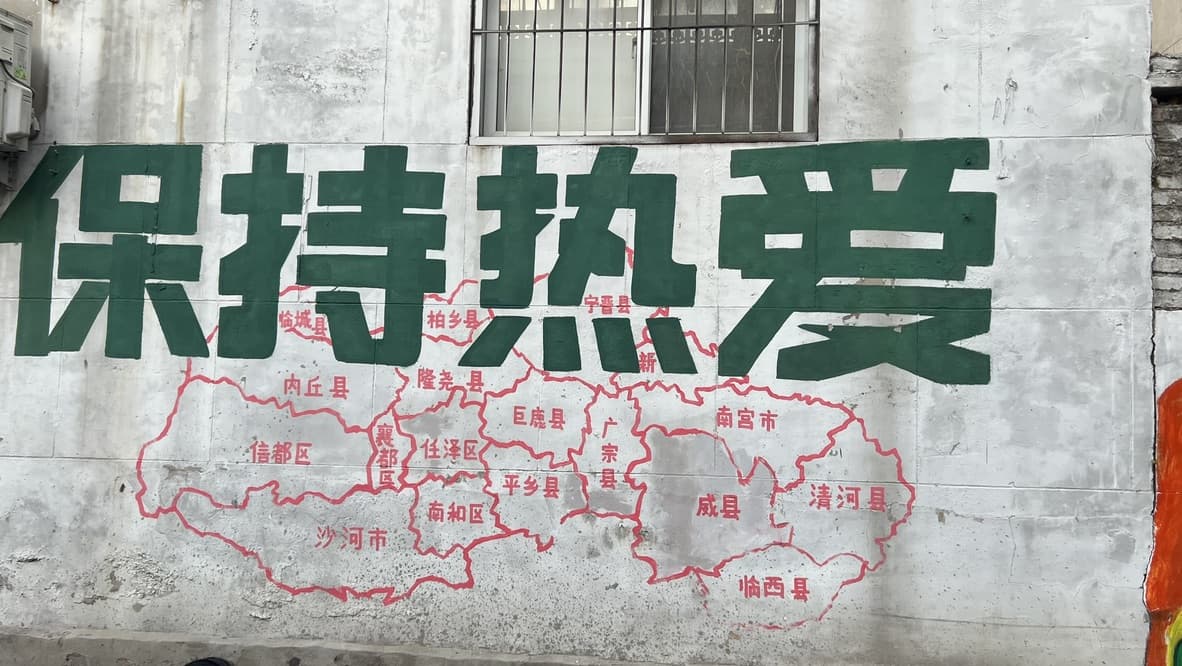 保持热爱
宁晋县
临城县
柏乡县
新
隆尧县
内丘县
巨鹿县
广宗县
南宫市
襄都区
任泽区
信都区
平乡县
威县
清河县
南和区
沙河市
临西县